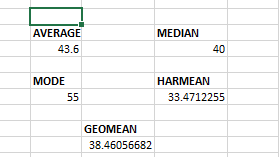 AVERAGE MEDIAN
43.6 40
MODE HARMEAN
55 33.4712255
GEOMEAN
38.46056682